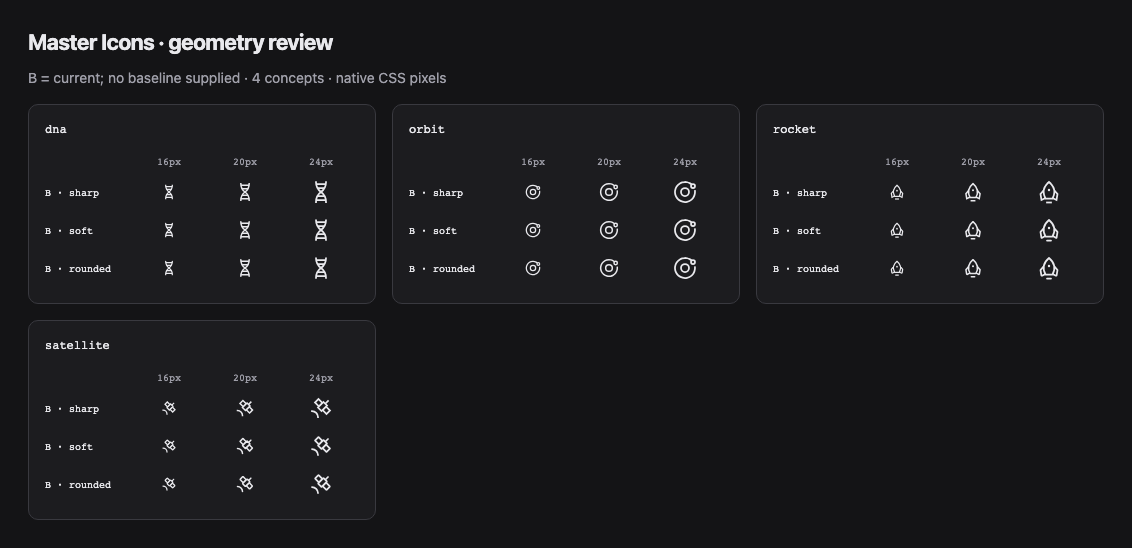 Master Icons · geometry review
B = current; no baseline supplied · 4 concepts · native CSS pixels
dna
16px 20px 24px
B · sharp
B · soft
B · rounded
orbit
16px 20px 24px
B · sharp
B · soft
B · rounded
rocket
16px 20px 24px
B · sharp
B · soft
B · rounded
satellite
16px 20px 24px
B · sharp
B · soft
B · rounded